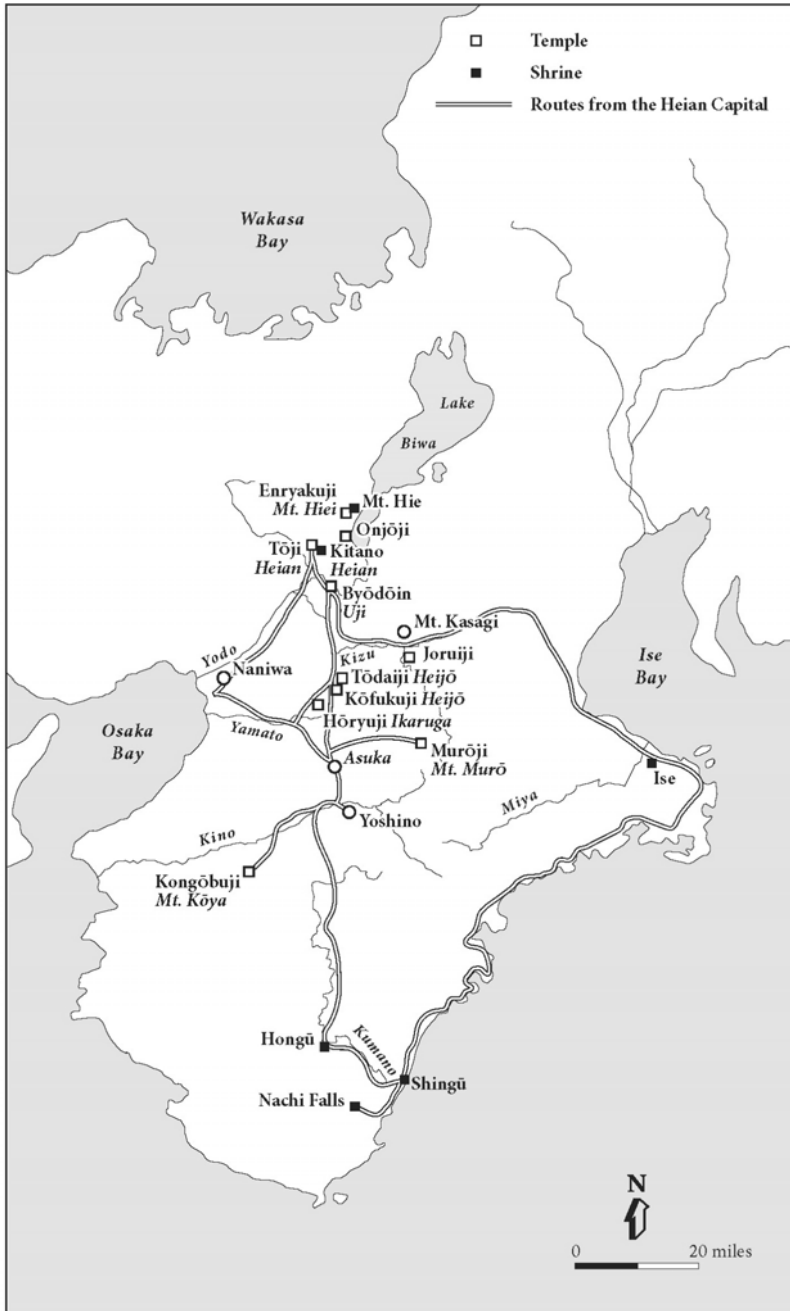 Temple
Shrine
Routes from the Heian Capital
Wakasa
Bay
Lake
Biwa
Enryakuji
Mt. Hiei
Mt. Hie
Onjōji
Tōji
Heian
Kitano
Heian
Byōdōin
Uji
Mt. Kasagi
Yodo
Kizu
Joruiji
Naniwa
Tōdaiji Heijō
Kōfukuji Heijō
Hōryuji Ikaruga
Ise
Bay
Osaka
Bay
Yamato
Murōji
Mt. Murō
Asuka
Ise
Miya
Yoshino
Kino
Kongōbuji
Mt. Kōya
Hongū
Kumano
Shingū
Nachi Falls
N
0 20 miles